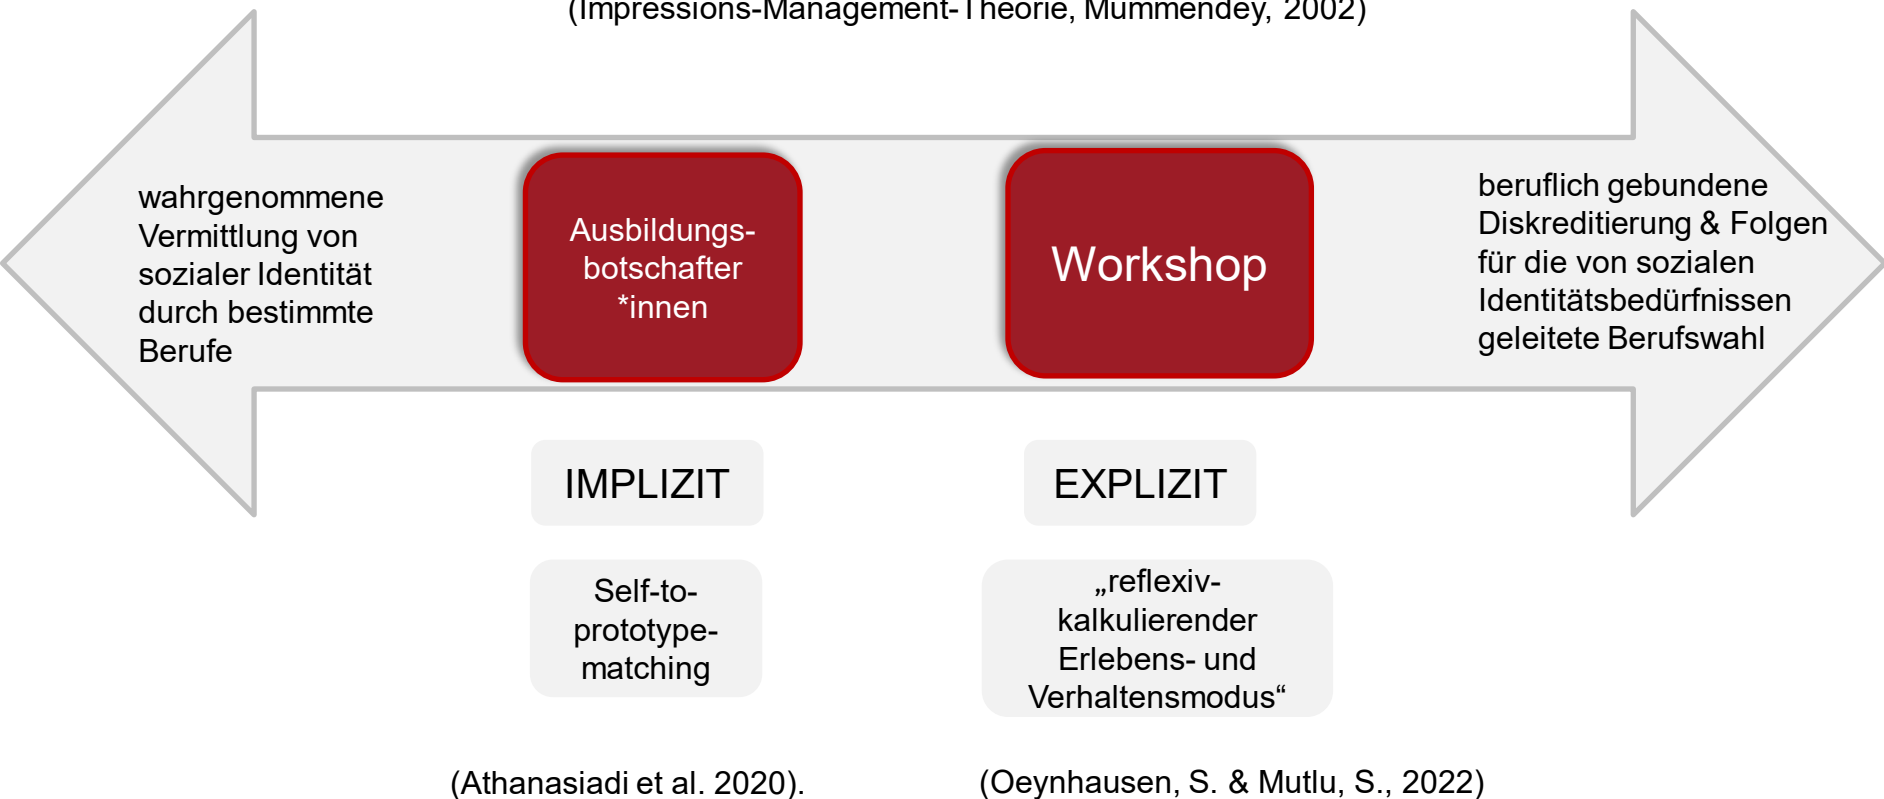 (Impressions-Management-Theorie, Mummendey, 2002)
wahrgenommene
Vermittlung von
sozialer Identität
durch bestimmte
Berufe
Ausbildungs-
botschafter
*innen
Workshop
beruflich gebundene
Diskreditierung & Folgen
für die von sozialen
Identitätsbedürfnissen
geleitete Berufswahl
IMPLIZIT
EXPLIZIT
Self-to-
prototype-
matching
„reflexiv-
kalkulierender
Erlebens- und
Verhaltensmodus“
(Athanasiadi et al. 2020).
(Oeynhausen, S. & Mutlu, S., 2022)